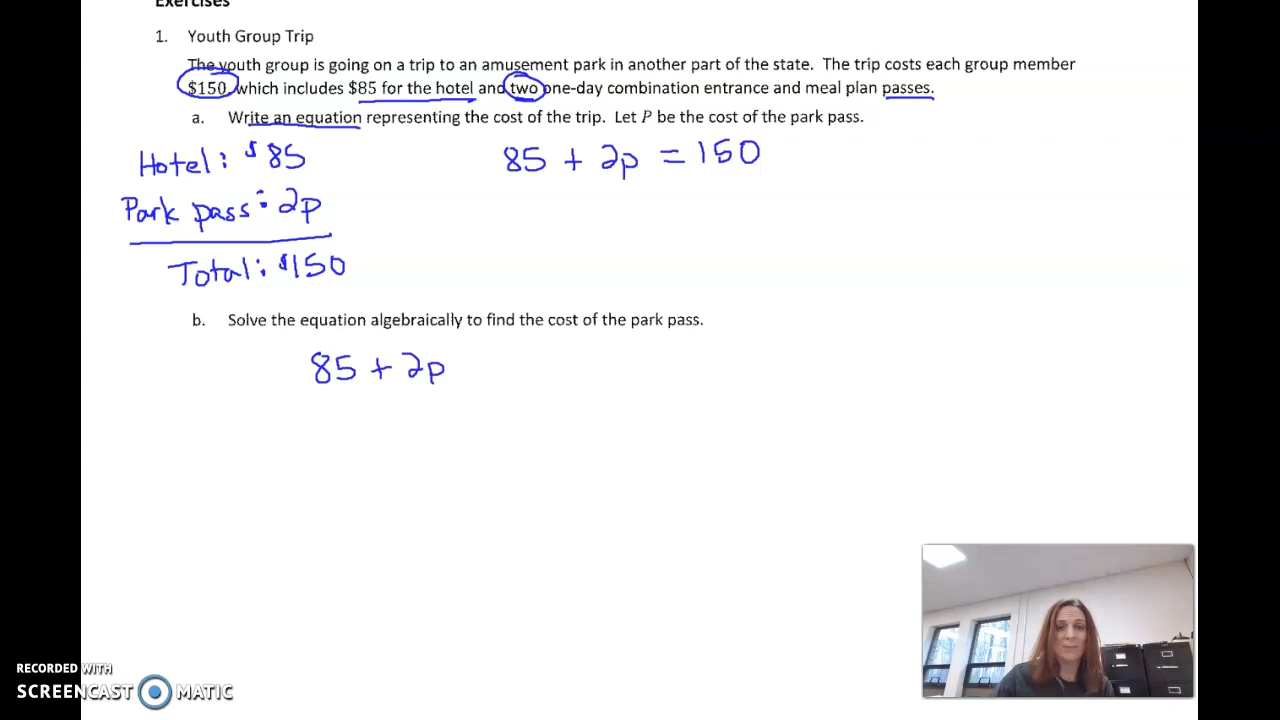 Exercises
1. Youth Group Trip
The youth group is going on a trip to an amusement park in another part of the state. The trip costs each group member
$150, which includes $85 for the hotel and two one-day combination entrance and meal plan passes.
a. Write an equation representing the cost of the trip. Let P be the cost of the park pass.
Hotel: $85
85 + 2p = 150
Park pass: 2p
Total: $150
b. Solve the equation algebraically to find the cost of the park pass.
85 + 2p
RECORDED WITH
SCREENCAST MATIC